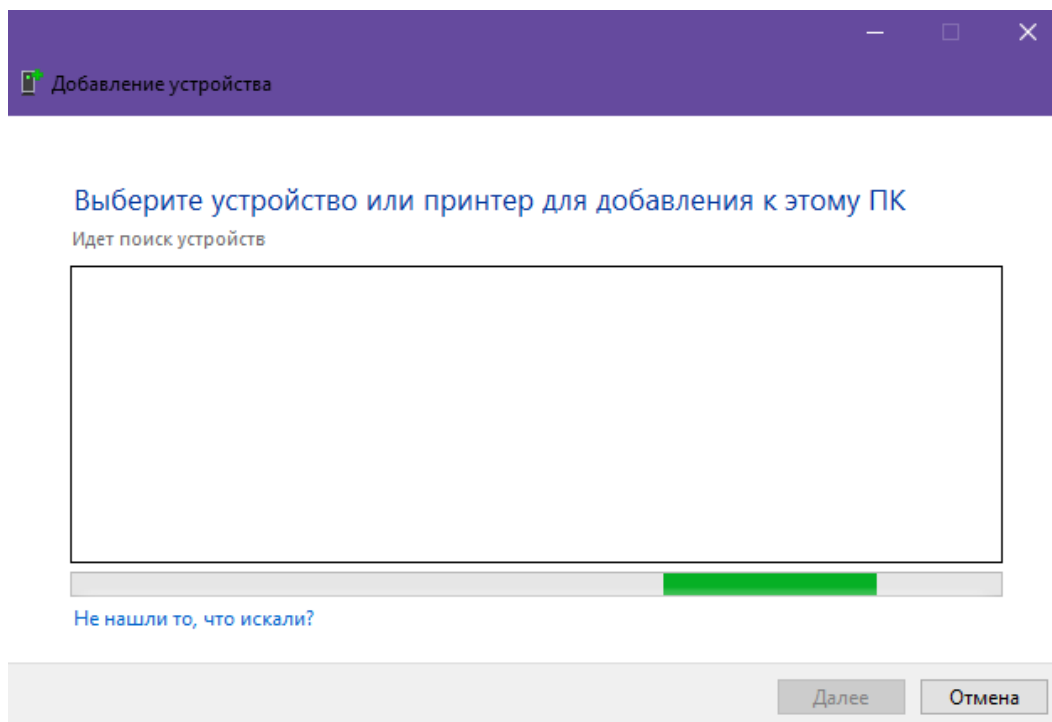 Добавление устройства
Выберите устройство или принтер для добавления к этому ПК
Идет поиск устройств
Не нашли то, что искали?
Далее
Отмена